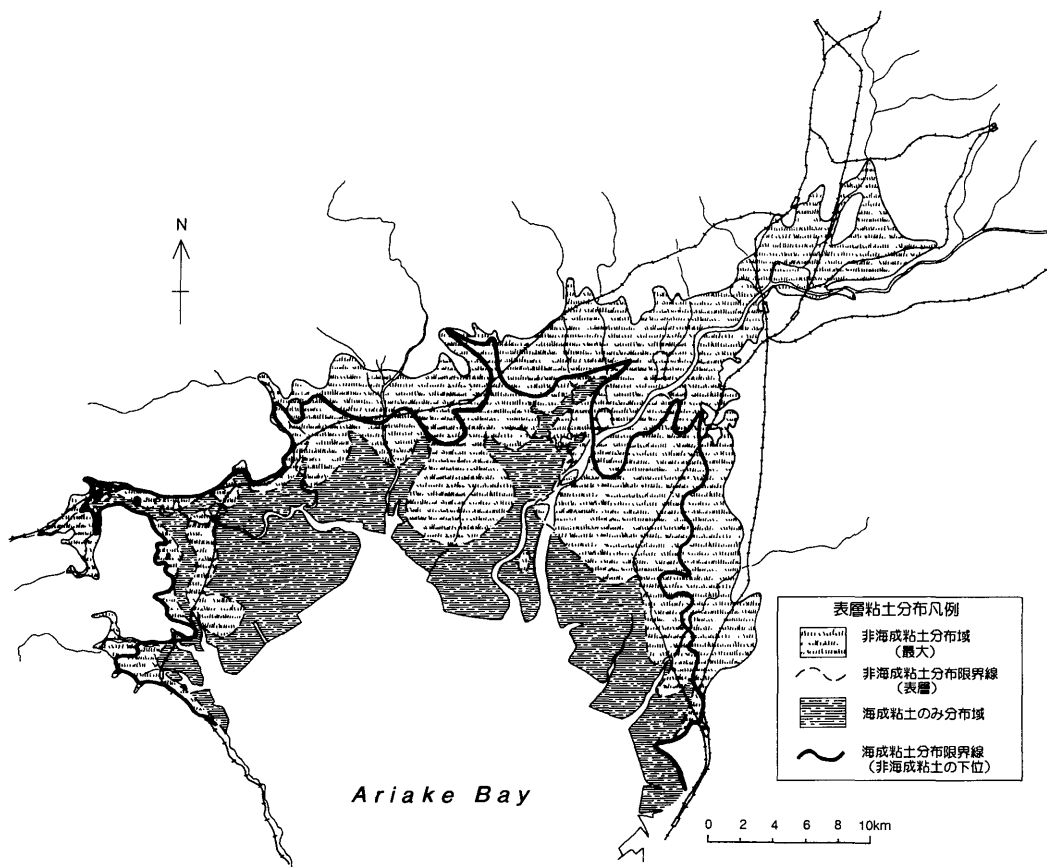 N
表層粘土分布凡例
非海成粘土分布域
(最大)
非海成粘土分布限界線
(表層)
海成粘土のみ分布域
海成粘土分布限界線
(非海成粘土の下位)
Ariake Bay
0 2 4 6 8 10km